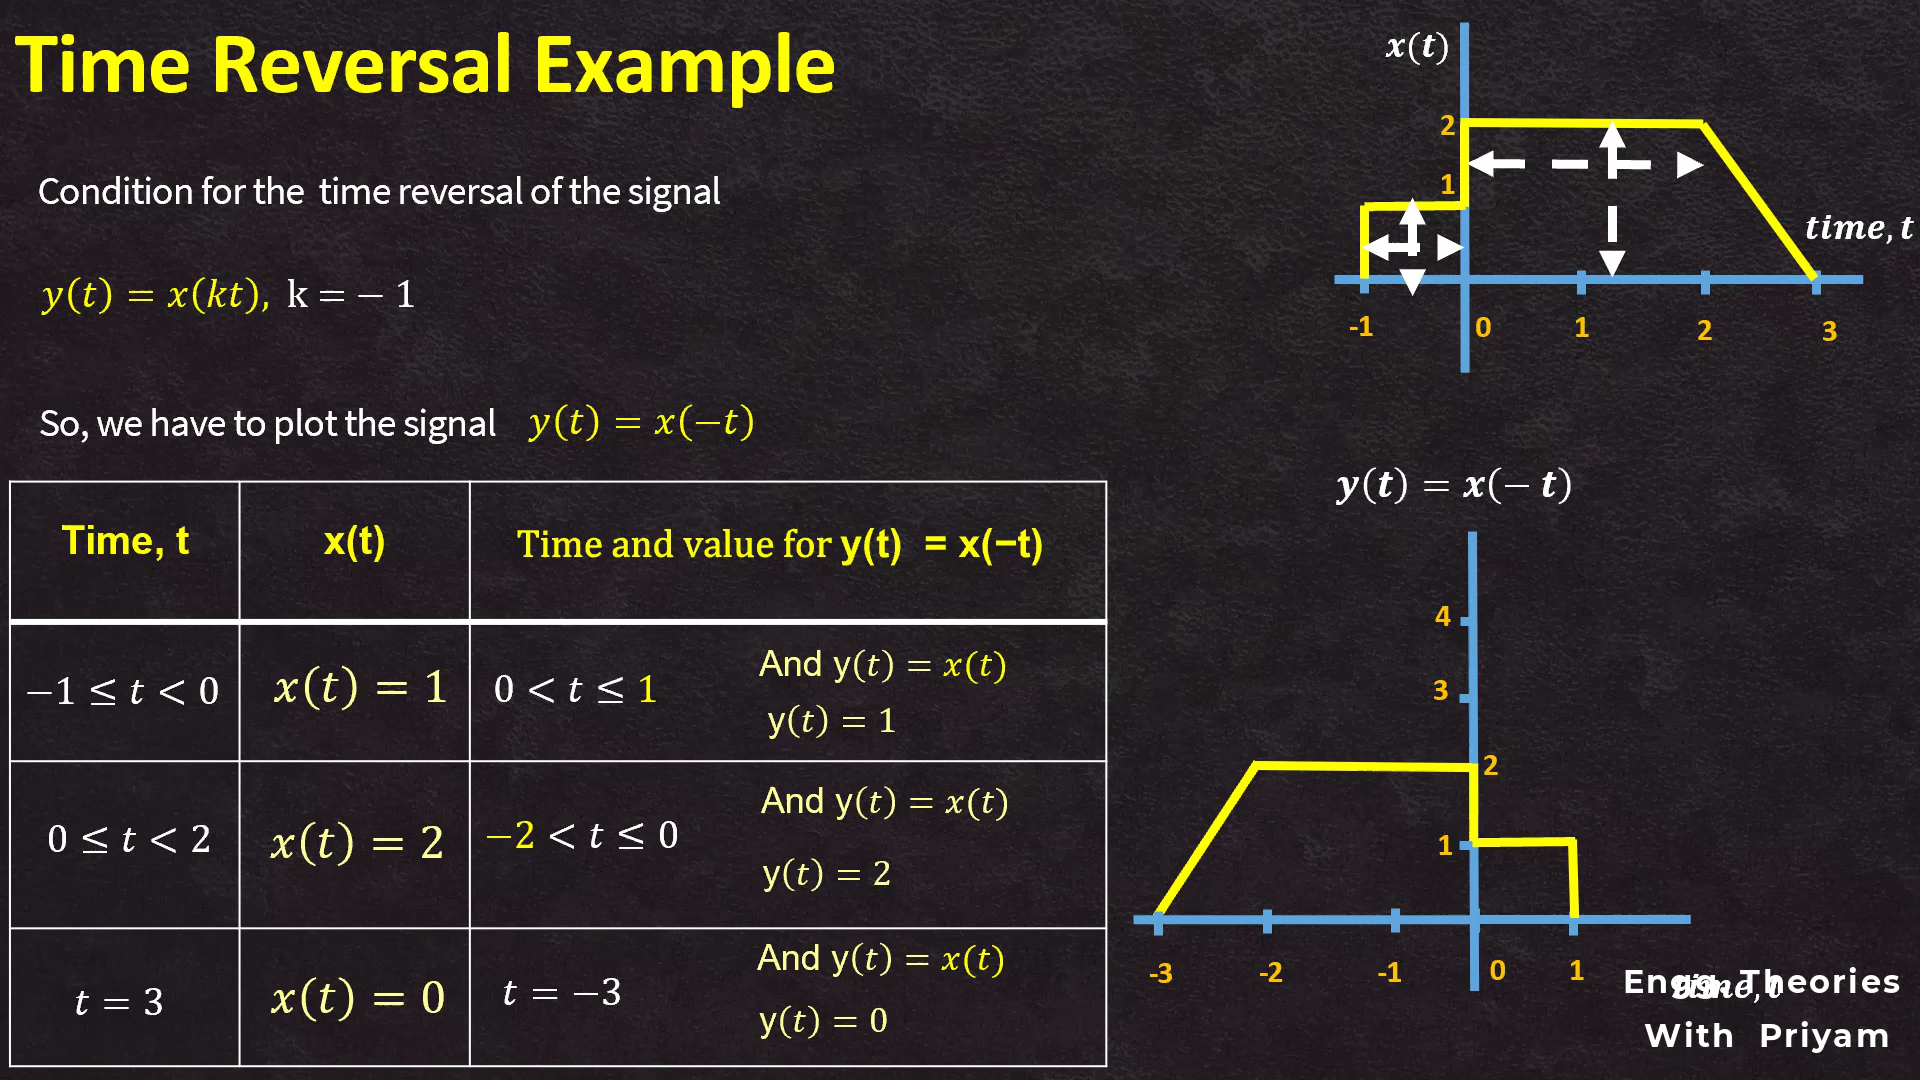 Time Reversal Example
Condition for the time reversal of the signal
y(t) = x(kt), k = − 1
So, we have to plot the signal y(t) = x(−t)
Time, t x(t) Time and value for y(t) = x(−t)
−1 ≤ t < 0 x(t) = 1 0 < t ≤ 1 And y(t) = x(t)
y(t) = 1
0 ≤ t < 2 x(t) = 2 −2 < t ≤ 0 And y(t) = x(t)
y(t) = 2
t = 3 x(t) = 0 t = −3 And y(t) = x(t)
y(t) = 0
x(t)
2
1
time, t
-1 0 1 2 3
y(t) = x(− t)
4
3
2
1
-3 -2 -1 0 1
time, t
Engg. Theories
With Priyam